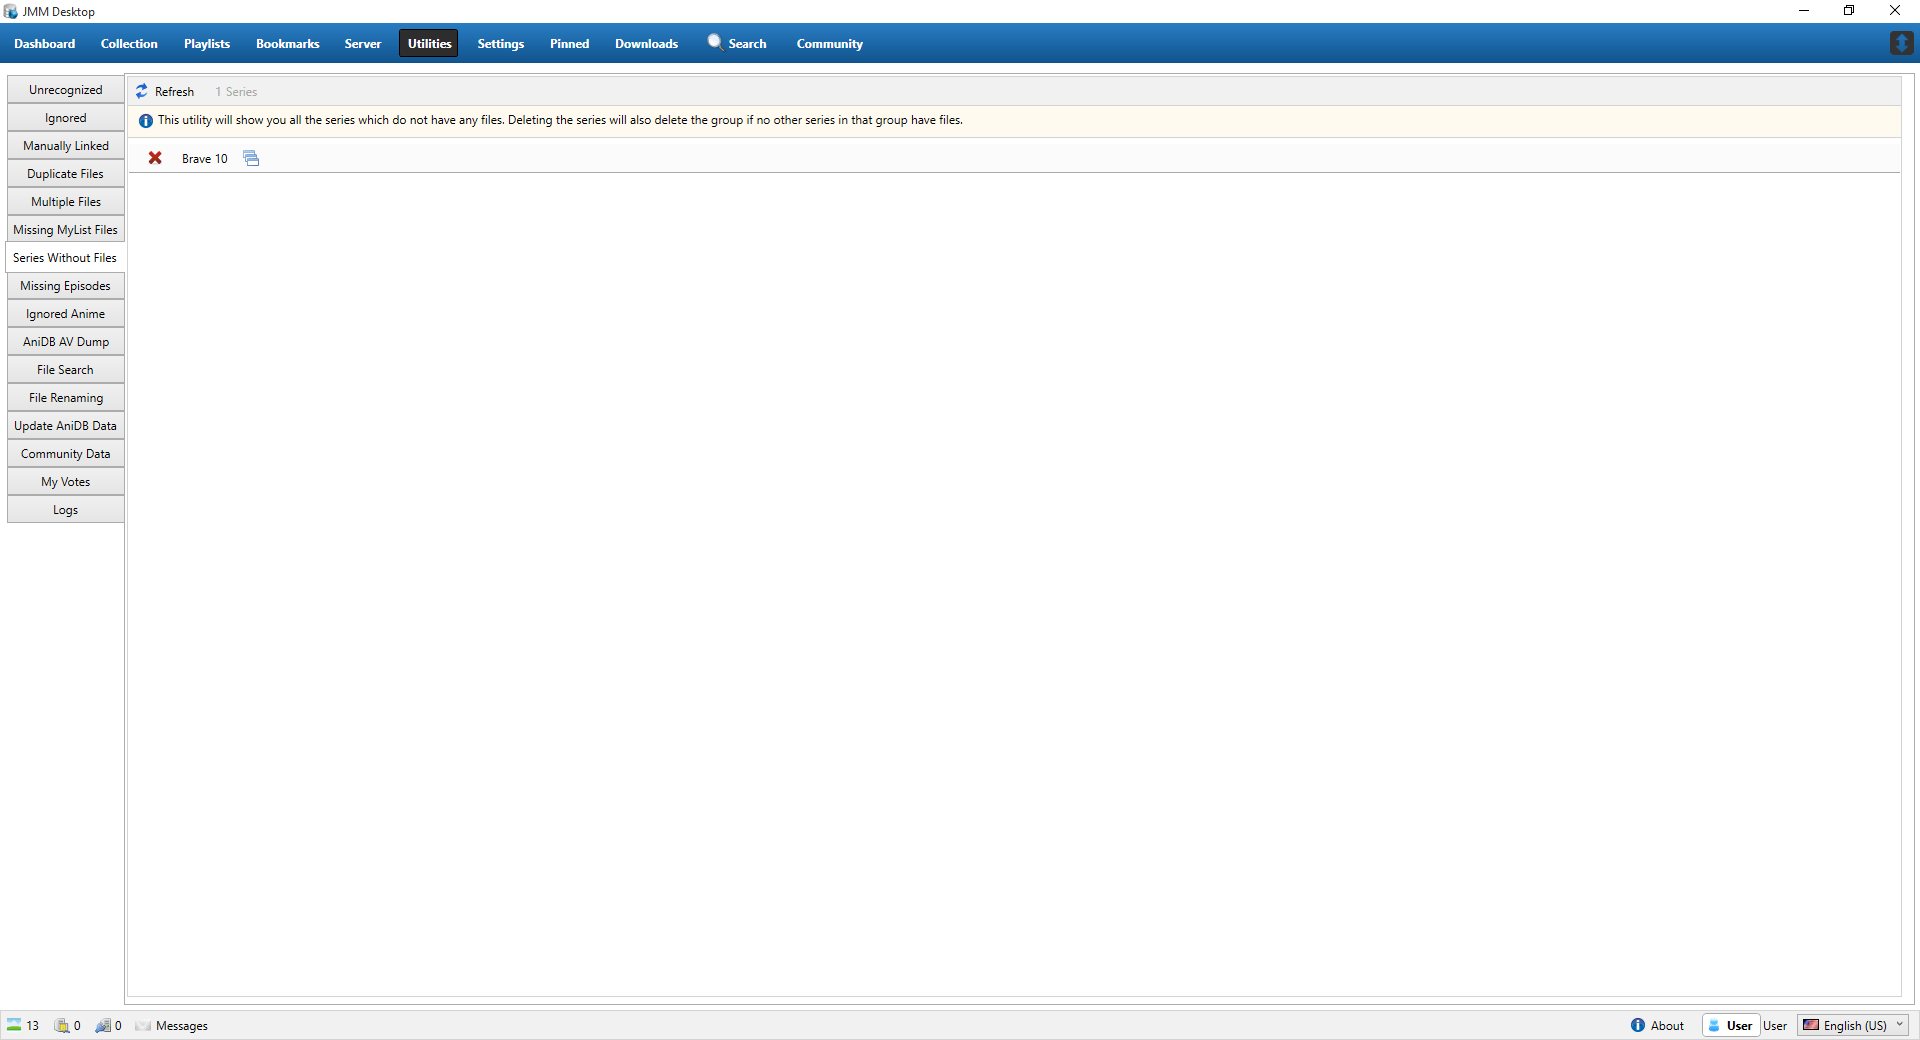 JMM Desktop
Dashboard Collection Playlists Bookmarks Server Utilities Settings Pinned Downloads Search Community
Unrecognized
Ignored
Manually Linked
Duplicate Files
Multiple Files
Missing MyList Files
Series Without Files
Missing Episodes
Ignored Anime
AniDB AV Dump
File Search
File Renaming
Update AniDB Data
Community Data
My Votes
Logs
Refresh 1 Series
This utility will show you all the series which do not have any files. Deleting the series will also delete the group if no other series in that group have files.
Brave 10
13 0 0 Messages About User User English (US)